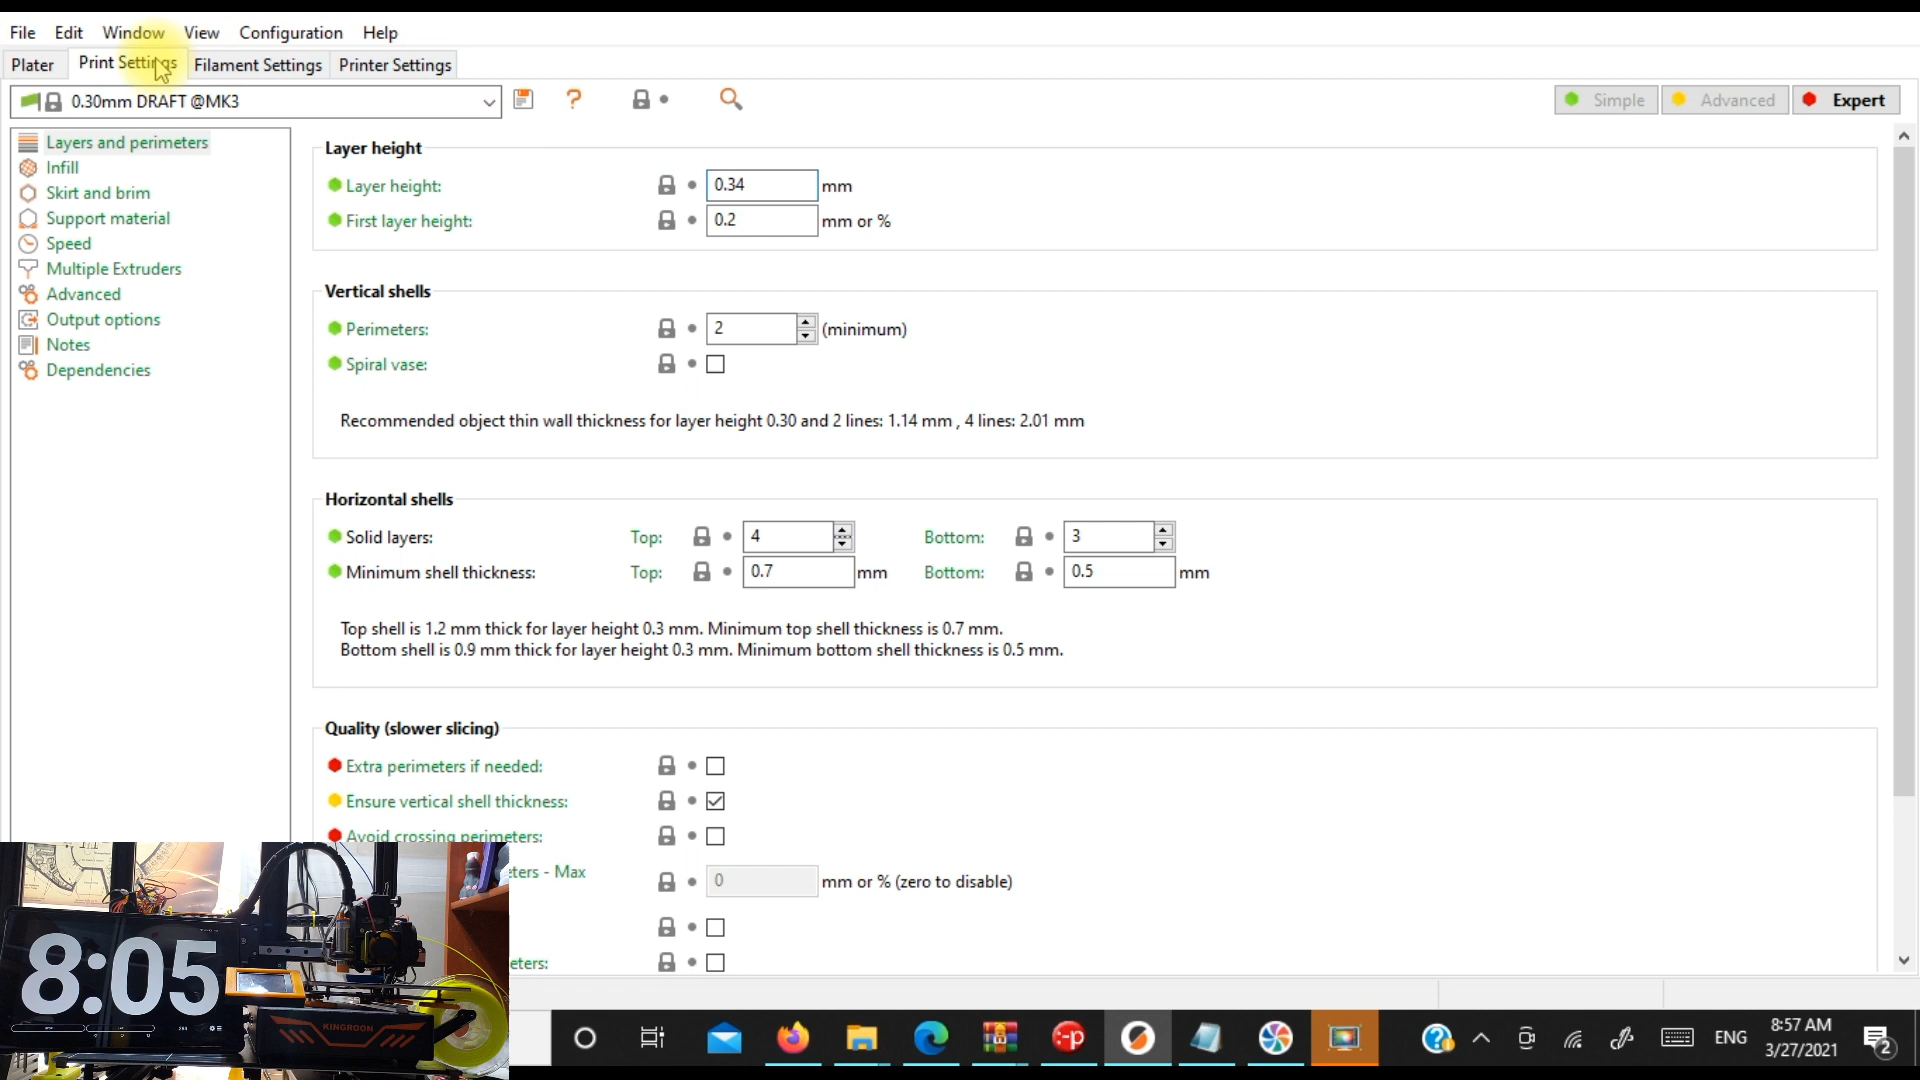 File Edit Window View Configuration Help
Plater Print Settings Filament Settings Printer Settings
0.30mm DRAFT @MK3
Simple Advanced Expert
Layers and perimeters
Infill
Skirt and brim
Support material
Speed
Multiple Extruders
Advanced
Output options
Notes
Dependencies
Layer height
Layer height: 0.34 mm
First layer height: 0.2 mm or %
Vertical shells
Perimeters: 2 (minimum)
Spiral vase:
Recommended object thin wall thickness for layer height 0.30 and 2 lines: 1.14 mm , 4 lines: 2.01 mm
Horizontal shells
Solid layers: Top: 4 Bottom: 3
Minimum shell thickness: Top: 0.7 mm Bottom: 0.5 mm
Top shell is 1.2 mm thick for layer height 0.3 mm. Minimum top shell thickness is 0.7 mm.
Bottom shell is 0.9 mm thick for layer height 0.3 mm. Minimum bottom shell thickness is 0.5 mm.
Quality (slower slicing)
Extra perimeters if needed:
Ensure vertical shell thickness:
Avoid crossing perimeters:
eters - Max 0 mm or % (zero to disable)
eters:
8:05
KINGROON
ENG
8:57 AM
3/27/2021
2